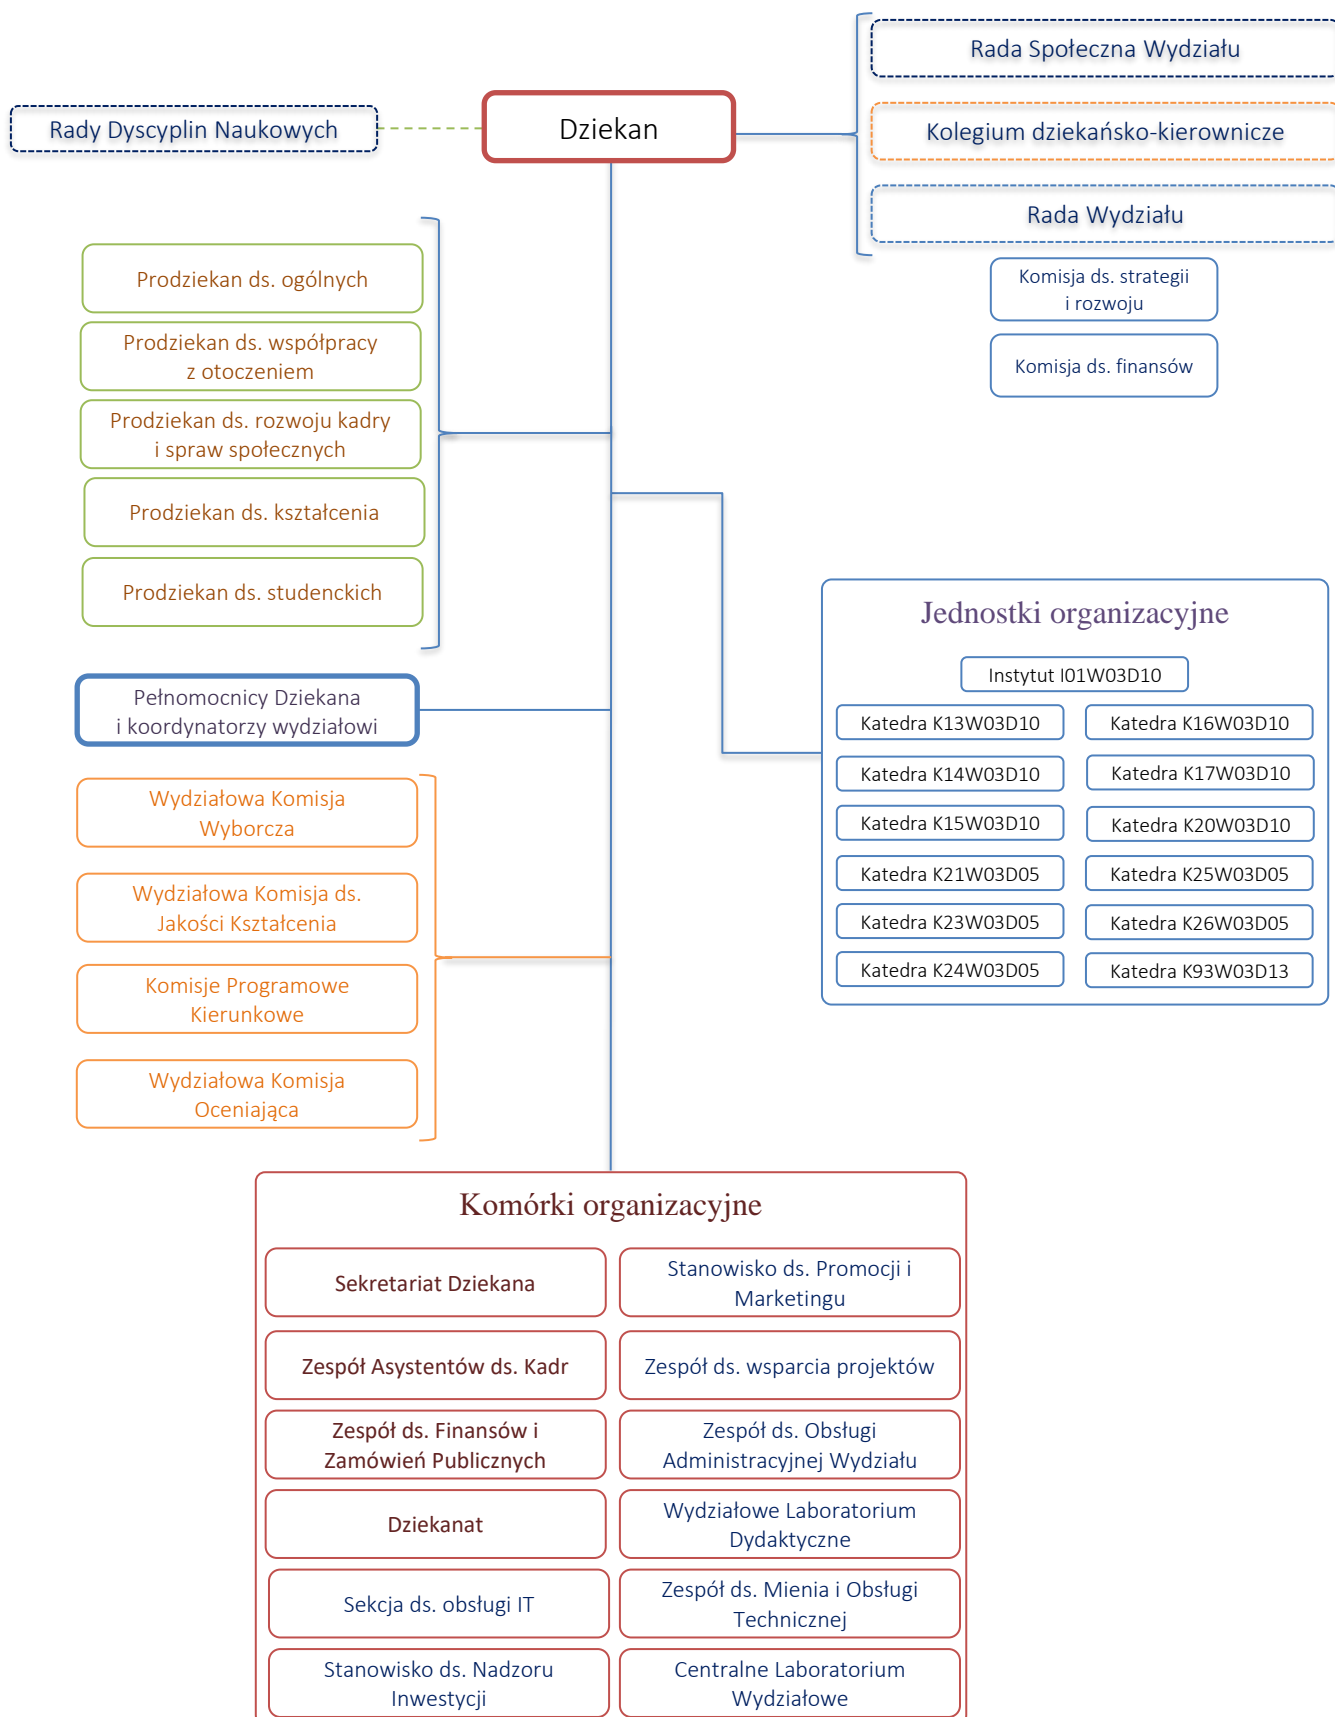 Rada Społeczna Wydziału
Rady Dyscyplin Naukowych
Dziekan
Kolegium dziekańsko-kierownicze
Rada Wydziału
Komisja ds. strategii
i rozwoju
Komisja ds. finansów
Prodziekan ds. ogólnych
Prodziekan ds. współpracy
z otoczeniem
Prodziekan ds. rozwoju kadry
i spraw społecznych
Prodziekan ds. kształcenia
Prodziekan ds. studenckich
Pełnomocnicy Dziekana
i koordynatorzy wydziałowi
Wydziałowa Komisja
Wyborcza
Wydziałowa Komisja ds.
Jakości Kształcenia
Komisje Programowe
Kierunkowe
Wydziałowa Komisja
Oceniająca
Jednostki organizacyjne
Instytut I01W03D10
Katedra K13W03D10
Katedra K16W03D10
Katedra K14W03D10
Katedra K17W03D10
Katedra K15W03D10
Katedra K20W03D10
Katedra K21W03D05
Katedra K25W03D05
Katedra K23W03D05
Katedra K26W03D05
Katedra K24W03D05
Katedra K93W03D13
Komórki organizacyjne
Sekretariat Dziekana
Stanowisko ds. Promocji i
Marketingu
Zespół Asystentów ds. Kadr
Zespół ds. wsparcia projektów
Zespół ds. Finansów i
Zamówień Publicznych
Zespół ds. Obsługi
Administracyjnej Wydziału
Dziekanat
Wydziałowe Laboratorium
Dydaktyczne
Sekcja ds. obsługi IT
Zespół ds. Mienia i Obsługi
Technicznej
Stanowisko ds. Nadzoru
Inwestycji
Centralne Laboratorium
Wydziałowe